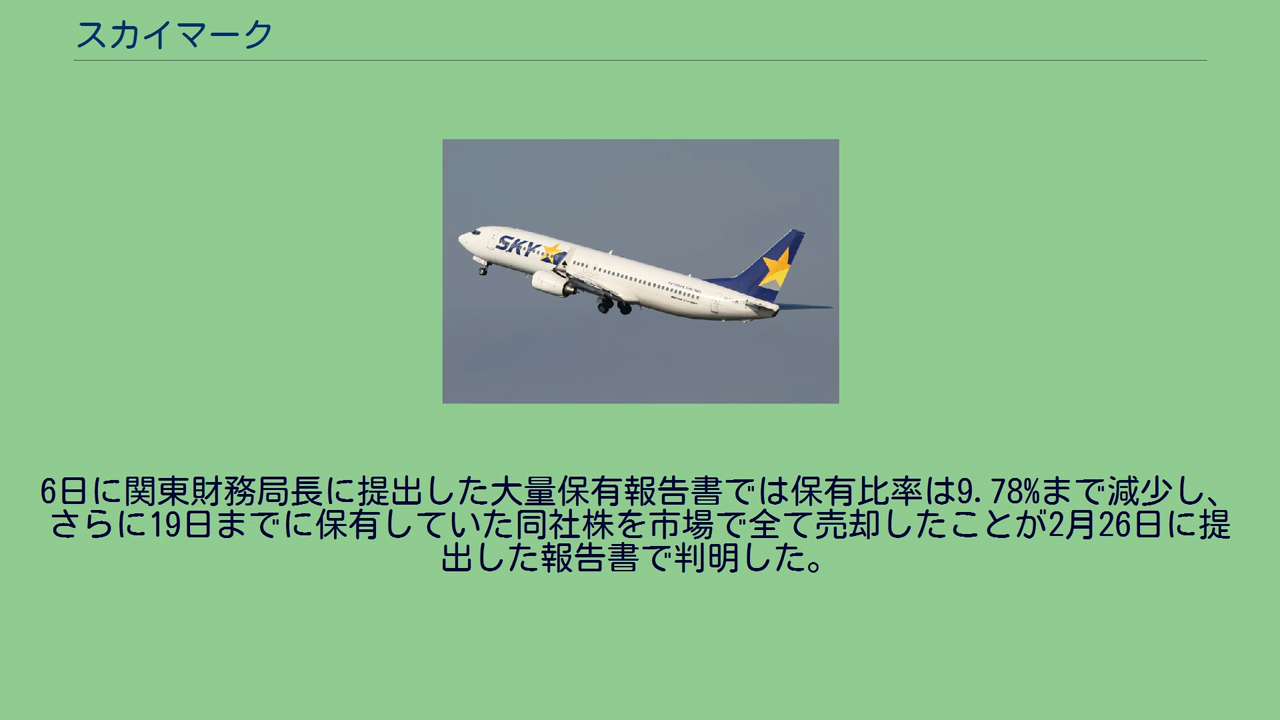 スカイマーク
SKY
6日に関東財務局長に提出した大量保有報告書では保有比率は9.78%まで減少し、
さらに19日までに保有していた同社株を市場で全て売却したことが2月26日に提
出した報告書で判明した。